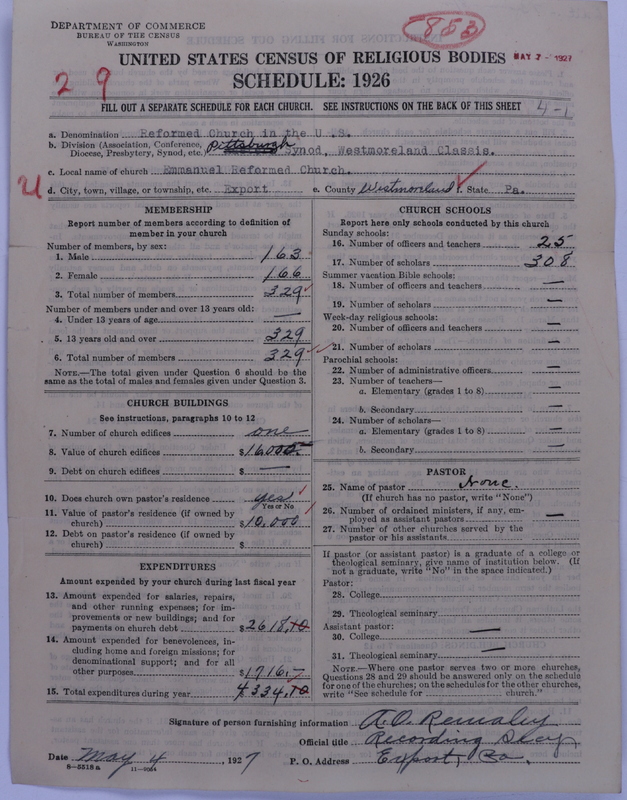 DEPARTMENT OF COMMERCE
BUREAU OF THE CENSUS
WASHINGTON
853
UNITED STATES CENSUS OF RELIGIOUS BODIES
MAY 7 - 1927
29
SCHEDULE: 1926
FILL OUT A SEPARATE SCHEDULE FOR EACH CHURCH. SEE INSTRUCTIONS ON THE BACK OF THIS SHEET
4-1
a. Denomination Reformed Church in the U.S.
b. Division (Association, Conference, Diocese, Presbytery, Synod, etc.) Pittsburgh Synod, Westmoreland Classis.
c. Local name of church Emmanuel Reformed Church.
d. City, town, village, or township, etc. Export e. County Westmoreland f. State Pa.
MEMBERSHIP
Report number of members according to definition of
member in your church
Number of members, by sex:
1. Male 163
2. Female 166
3. Total number of members 329
Number of members under and over 13 years old:
4. Under 13 years of age —
5. 13 years old and over 329
6. Total number of members 329
NOTE.—The total given under Question 6 should be the
same as the total of males and females given under Question 3.
CHURCH BUILDINGS
See instructions, paragraphs 10 to 12
7. Number of church edifices one
8. Value of church edifices $16000
9. Debt on church edifices $ —
10. Does church own pastor's residence yes
Yes or No
11. Value of pastor's residence (if owned by
church) $10,000
12. Debt on pastor's residence (if owned by
church) $
EXPENDITURES
Amount expended by your church during last fiscal year
13. Amount expended for salaries, repairs,
and other running expenses; for im-
provements or new buildings; and for
payments on church debt $2618,70
14. Amount expended for benevolences, in-
cluding home and foreign missions; for
denominational support; and for all
other purposes $1716.—
15. Total expenditures during year $4334,70
CHURCH SCHOOLS
Report here only schools conducted by this church
Sunday schools:
16. Number of officers and teachers 25
17. Number of scholars 308
Summer vacation Bible schools:
18. Number of officers and teachers —
19. Number of scholars —
Week-day religious schools:
20. Number of officers and teachers —
21. Number of scholars —
Parochial schools:
22. Number of administrative officers —
23. Number of teachers—
a. Elementary (grades 1 to 8) —
b. Secondary —
24. Number of scholars—
a. Elementary (grades 1 to 8) —
b. Secondary —
PASTOR
25. Name of pastor None.
(If church has no pastor, write "None")
26. Number of ordained ministers, if any, em-
ployed as assistant pastors —
27. Number of other churches served by the
pastor or his assistants
If pastor (or assistant pastor) is a graduate of a college or
theological seminary, give name of institution below. (If
not a graduate, write "No" in the space indicated.)
Pastor:
28. College
29. Theological seminary
Assistant pastor:
30. College —
31. Theological seminary —
NOTE.—Where one pastor serves two or more churches,
Questions 28 and 29 should be answered only on the schedule
for one of the churches; on the schedules for the other churches,
write "See schedule for church."
Signature of person furnishing information A. O. Remaley
Official title Recording Secy,
Date May 4, 1927 P. O. Address Export, Pa.
8-5518a 11-9064